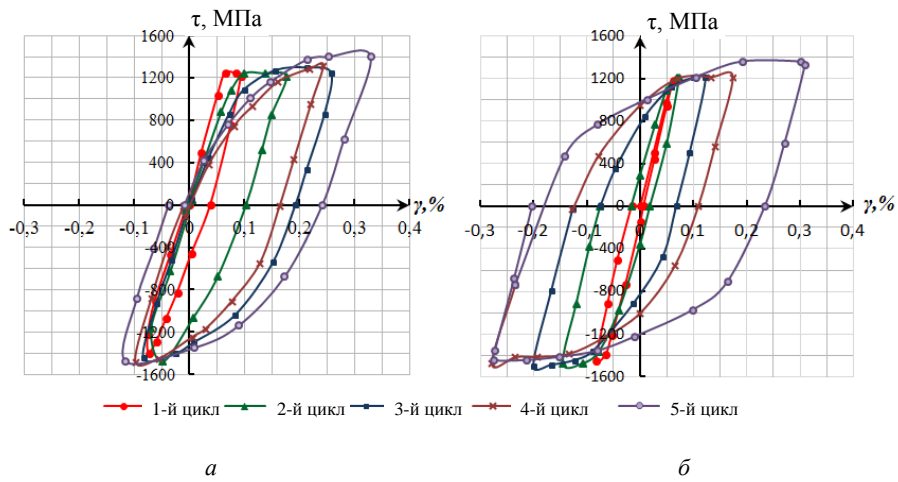 τ, МПа τ, МПа
1600 1600
1200 1200
800 800
400 400
0 γ,% 0 γ,%
-0,3 -0,2 -0,1 0 0,1 0,2 0,3 0,4 -0,3 -0,2 -0,1 0 0,1 0,2 0,3 0,4
-400 -400
-800 -800
-1200 -1200
-1600 -1600
1-й цикл 2-й цикл 3-й цикл 4-й цикл 5-й цикл
а б